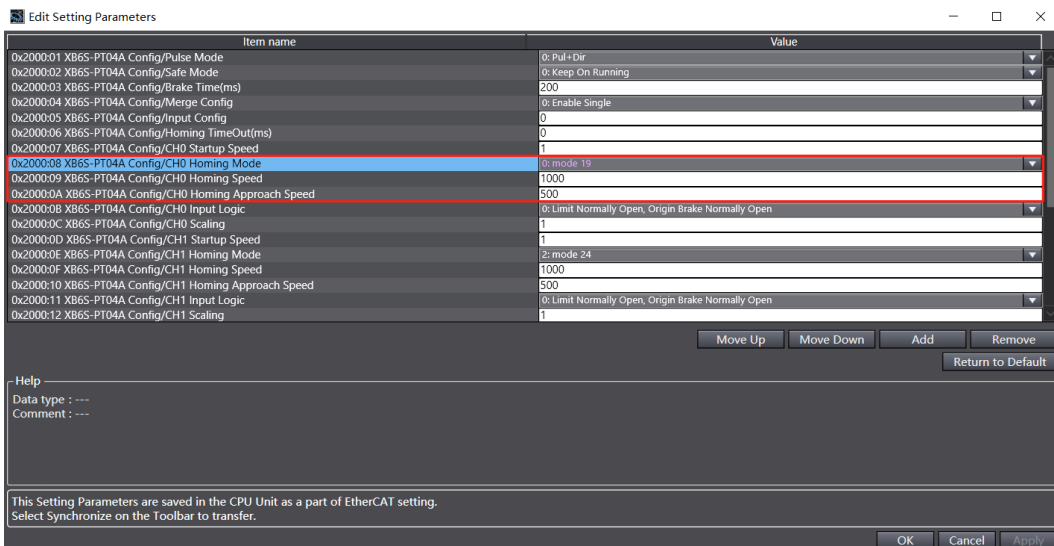 Edit Setting Parameters
Item name Value
0x2000:01 XB6S-PT04A Config/Pulse Mode 0: Pul+Dir
0x2000:02 XB6S-PT04A Config/Safe Mode 0: Keep On Running
0x2000:03 XB6S-PT04A Config/Brake Time(ms) 200
0x2000:04 XB6S-PT04A Config/Merge Config 0: Enable Single
0x2000:05 XB6S-PT04A Config/Input Config 0
0x2000:06 XB6S-PT04A Config/Homing TimeOut(ms) 0
0x2000:07 XB6S-PT04A Config/CH0 Startup Speed 1
0x2000:08 XB6S-PT04A Config/CH0 Homing Mode 0: mode 19
0x2000:09 XB6S-PT04A Config/CH0 Homing Speed 1000
0x2000:0A XB6S-PT04A Config/CH0 Homing Approach Speed 500
0x2000:0B XB6S-PT04A Config/CH0 Input Logic 0: Limit Normally Open, Origin Brake Normally Open
0x2000:0C XB6S-PT04A Config/CH0 Scaling 1
0x2000:0D XB6S-PT04A Config/CH1 Startup Speed 1
0x2000:0E XB6S-PT04A Config/CH1 Homing Mode 2: mode 24
0x2000:0F XB6S-PT04A Config/CH1 Homing Speed 1000
0x2000:10 XB6S-PT04A Config/CH1 Homing Approach Speed 500
0x2000:11 XB6S-PT04A Config/CH1 Input Logic 0: Limit Normally Open, Origin Brake Normally Open
0x2000:12 XB6S-PT04A Config/CH1 Scaling 1
Move Up Move Down Add Remove
Return to Default
Help
Data type : ---
Comment : ---
This Setting Parameters are saved in the CPU Unit as a part of EtherCAT setting.
Select Synchronize on the Toolbar to transfer.
OK Cancel Apply